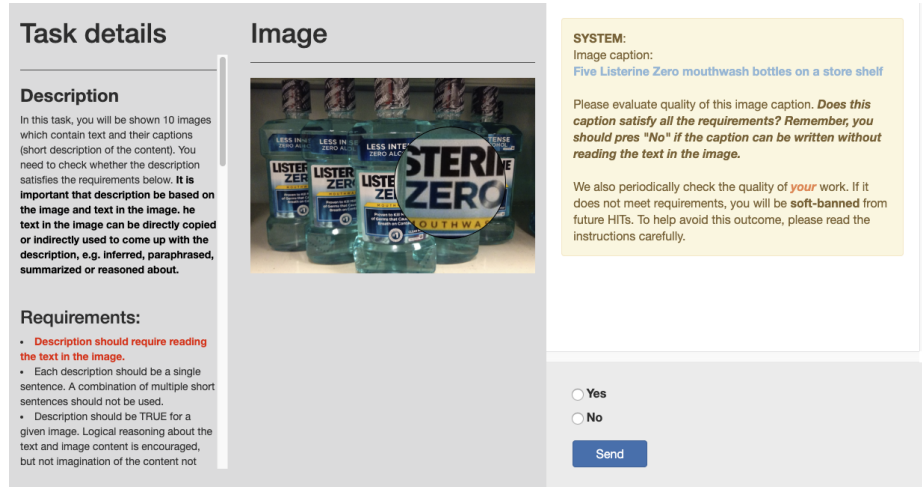 Task details
Description
In this task, you will be shown 10 images
which contain text and their captions
(short description of the content). You
need to check whether the description
satisfies the requirements below. It is
important that description be based on
the image and text in the image. he
text in the image can be directly copied
or indirectly used to come up with the
description, e.g. inferred, paraphrased,
summarized or reasoned about.
Requirements:
• Description should require reading
the text in the image.
• Each description should be a single
sentence. A combination of multiple short
sentences should not be used.
• Description should be TRUE for a
given image. Logical reasoning about the
text and image content is encouraged,
but not imagination of the content not
Image
LESS INTE
ZERO ALC
LISTER
ZERO
STERIN
ZERO
MOUTHWA
SYSTEM:
Image caption:
Five Listerine Zero mouthwash bottles on a store shelf
Please evaluate quality of this image caption. Does this
caption satisfy all the requirements? Remember, you
should pres "No" if the caption can be written without
reading the text in the image.
We also periodically check the quality of your work. If it
does not meet requirements, you will be soft-banned from
future HITs. To help avoid this outcome, please read the
instructions carefully.
Yes
No
Send